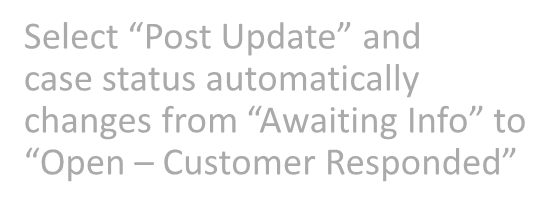 Select “Post Update” and
case status automatically
changes from “Awaiting Info” to
“Open – Customer Responded”